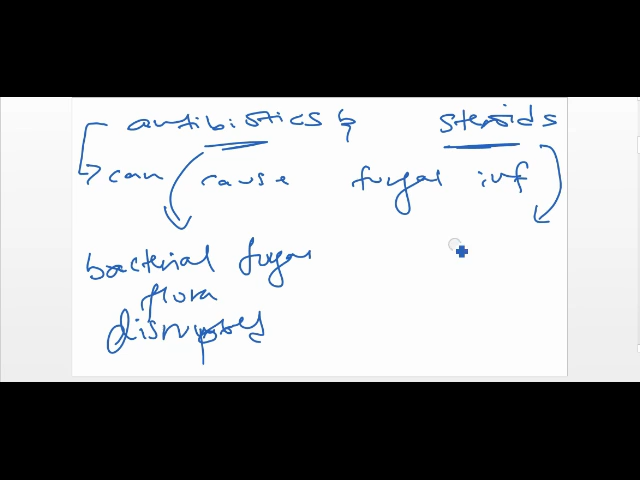 antibiotics & steroids
can cause fungal inf
bacterial fungal
flora
disrupted